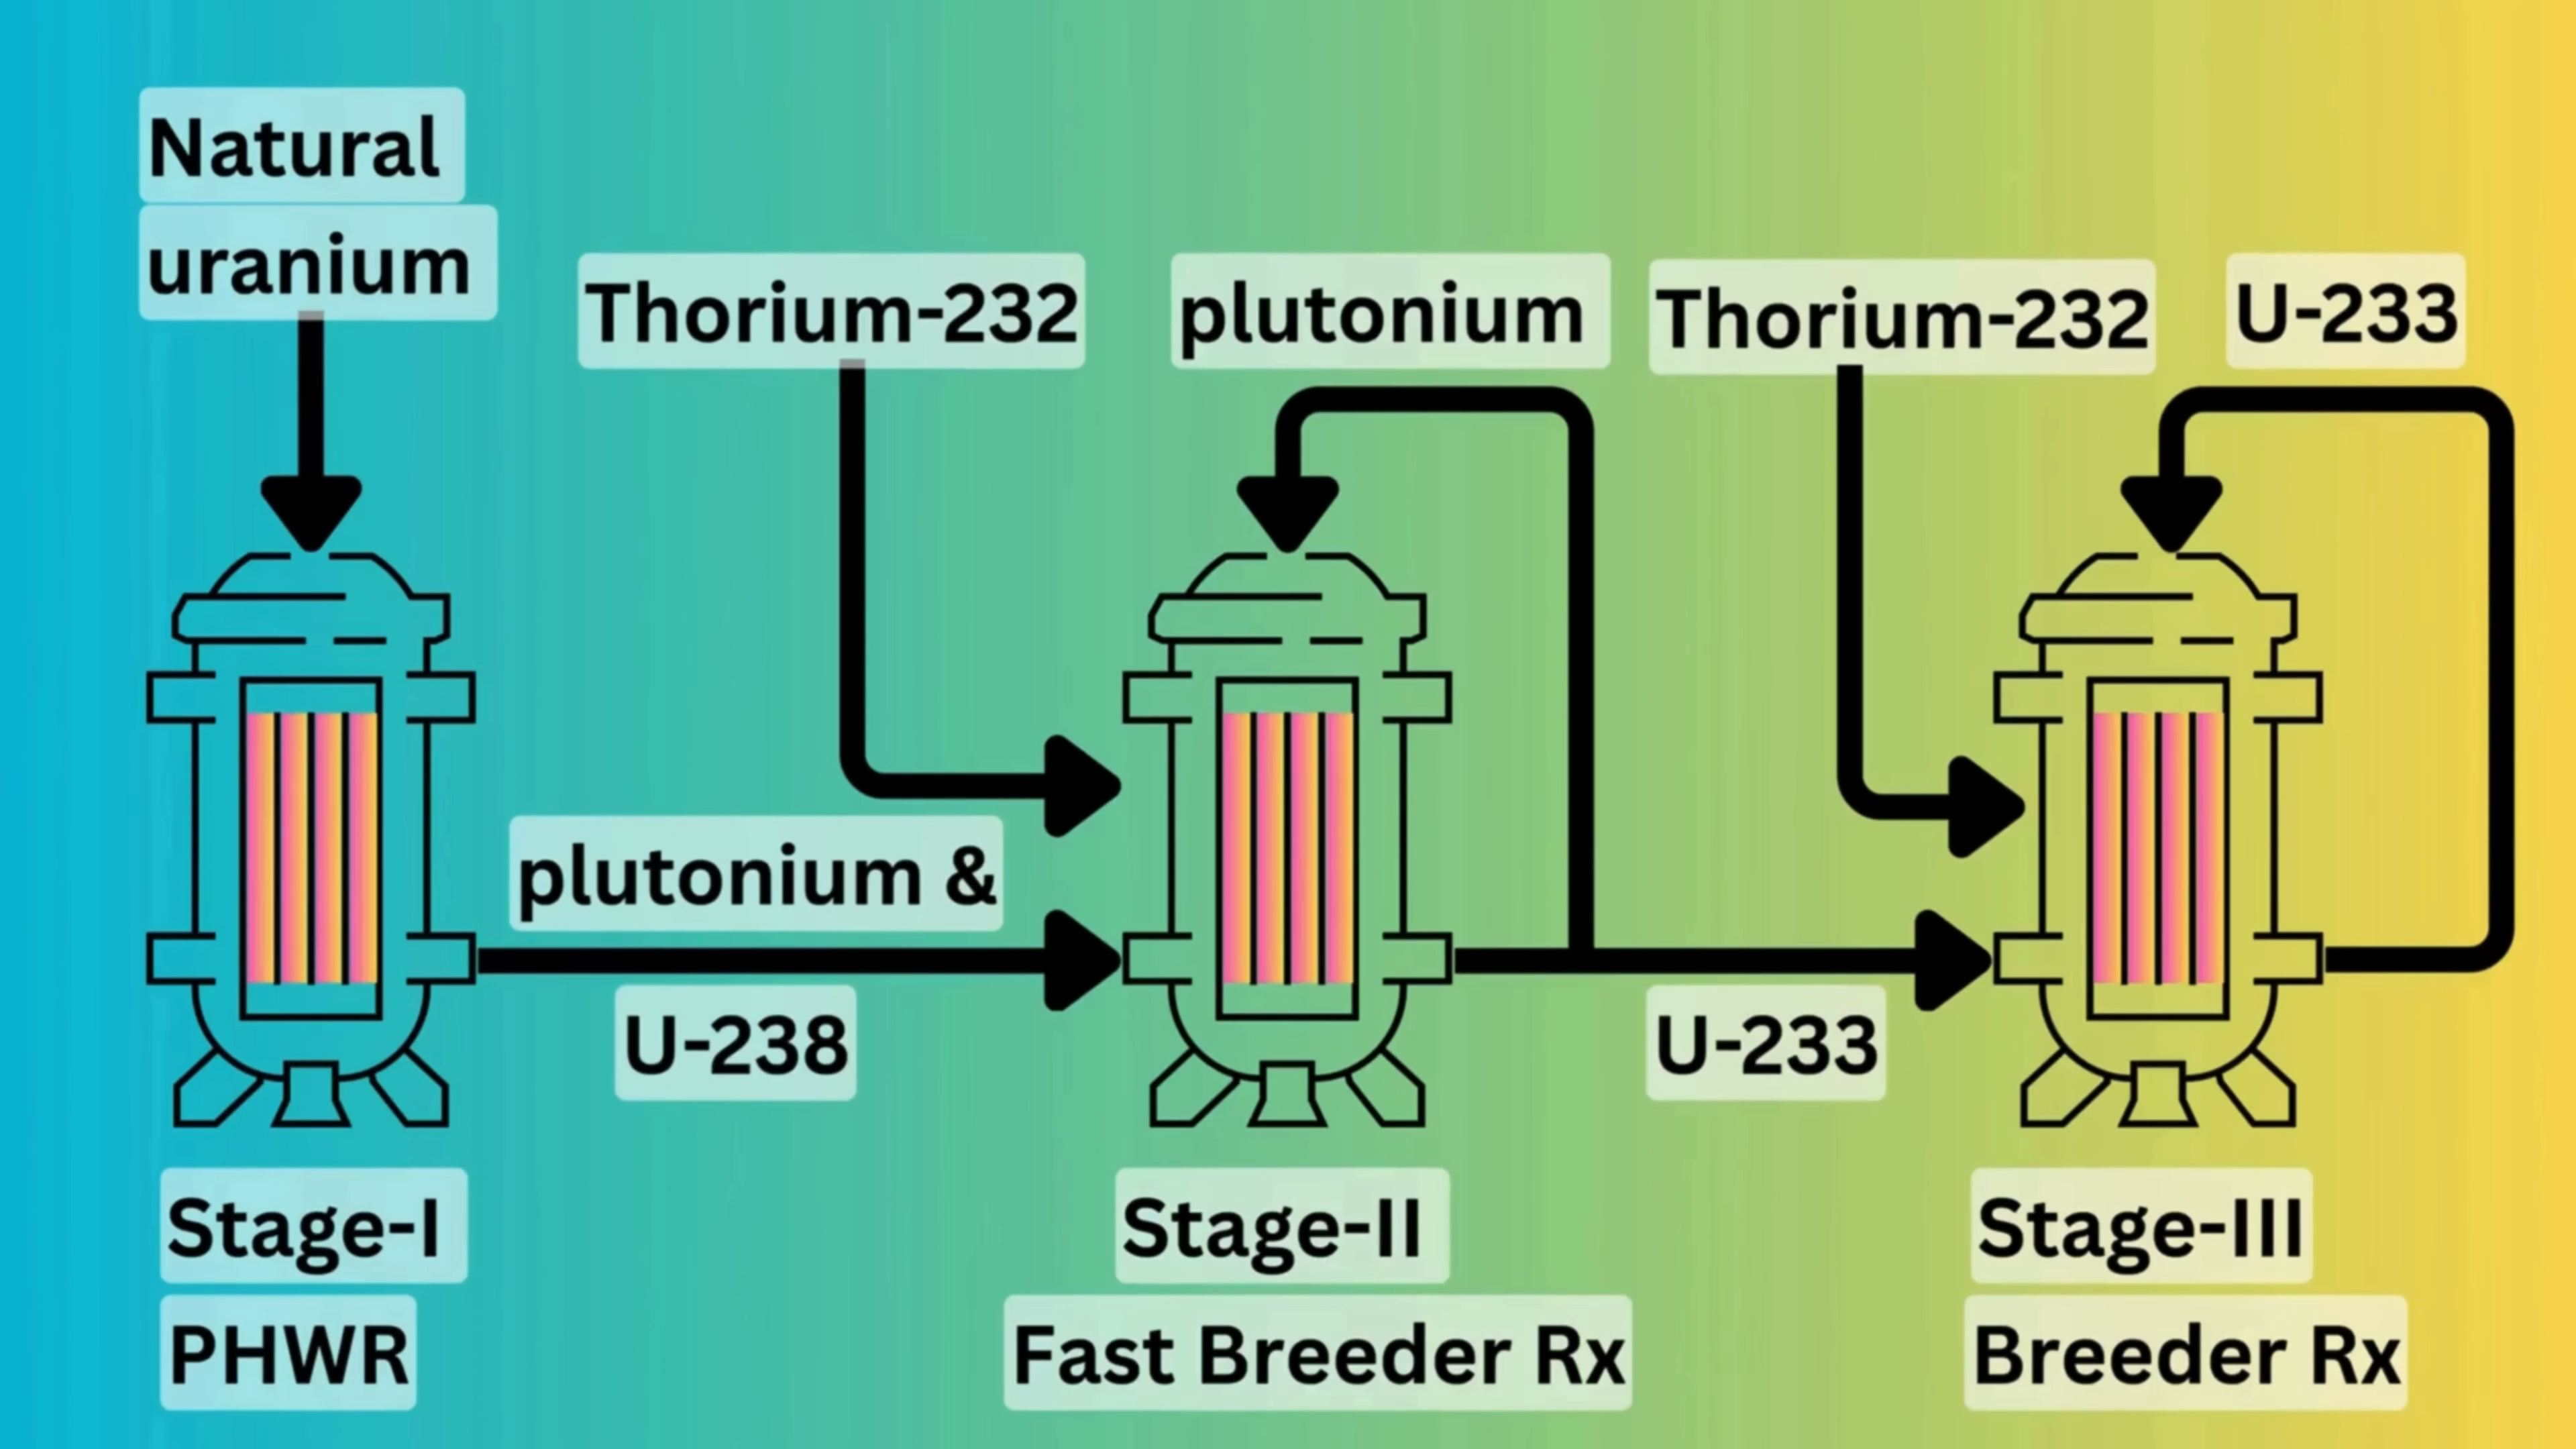 Natural
uranium
Thorium-232
plutonium
Thorium-232
U-233
plutonium &
U-238
U-233
Stage-I
PHWR
Stage-II
Fast Breeder Rx
Stage-III
Breeder Rx